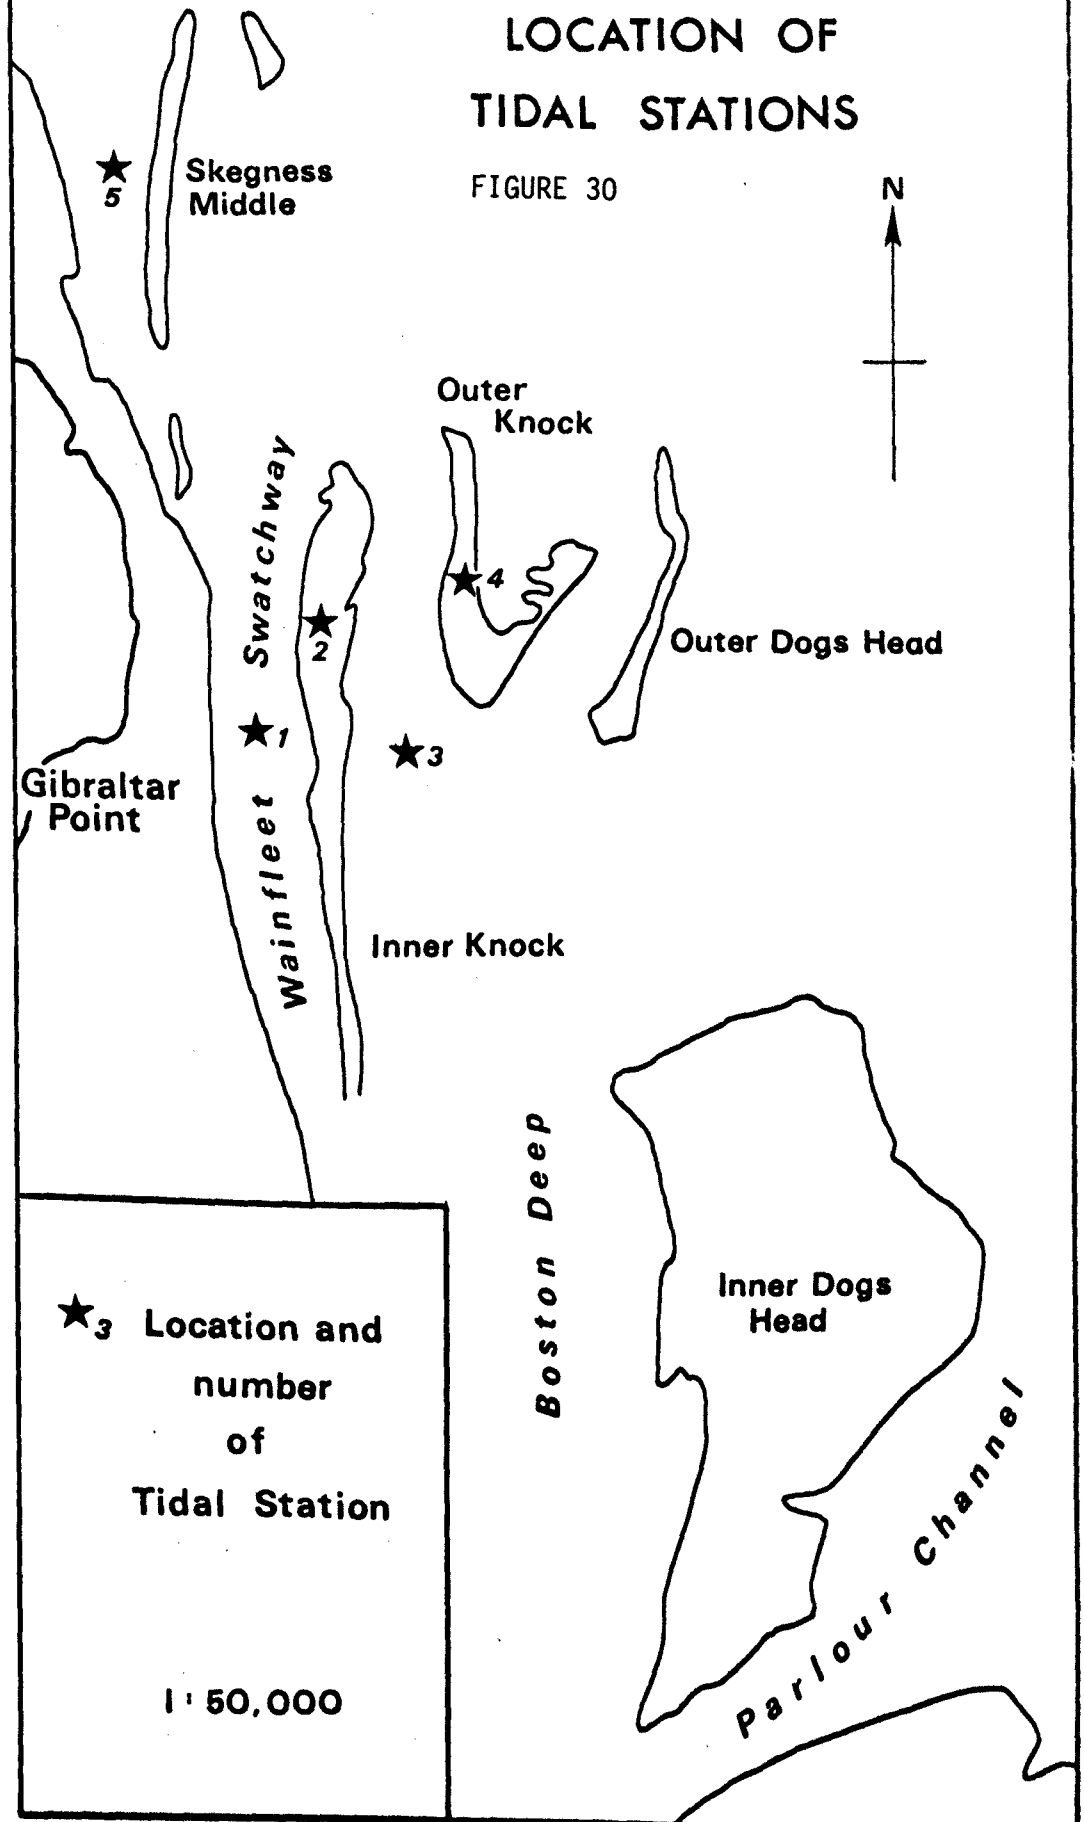 LOCATION OF
TIDAL STATIONS
FIGURE 30
N
5
Skegness
Middle
Outer
Knock
Wainfleet Swatchway
4
2
Outer Dogs Head
1
3
Gibraltar
Point
Inner Knock
Boston Deep
Inner Dogs
Head
Parlour Channel
3 Location and
number
of
Tidal Station
1:50,000